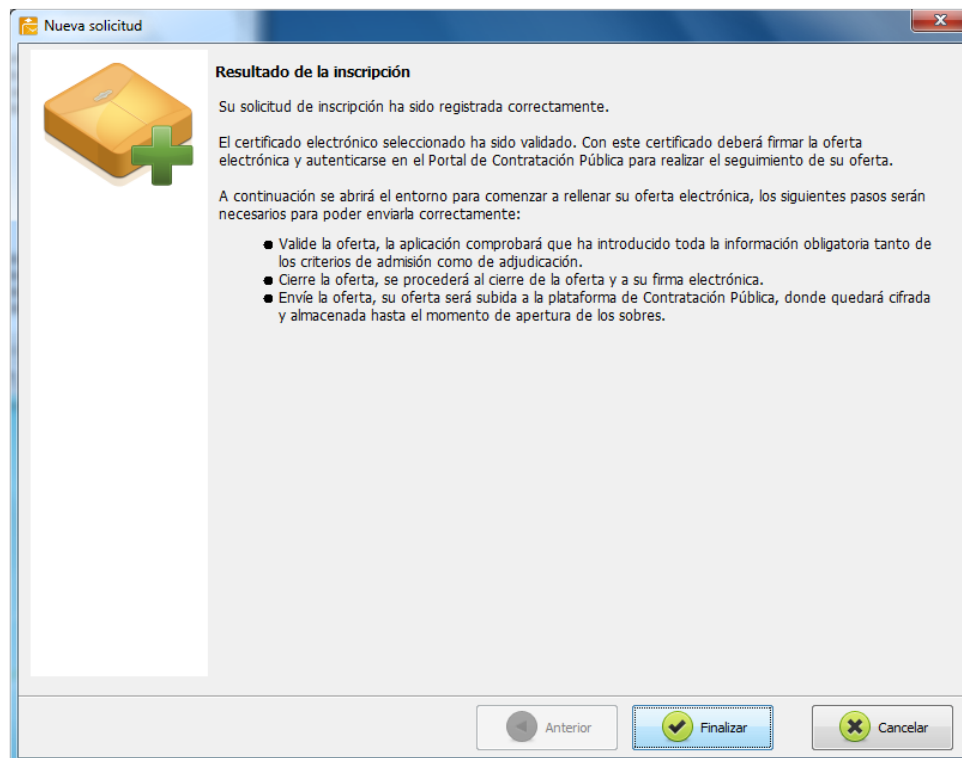 Nueva solicitud
Resultado de la inscripción
Su solicitud de inscripción ha sido registrada correctamente.
El certificado electrónico seleccionado ha sido validado. Con este certificado deberá firmar la oferta
electrónica y autenticarse en el Portal de Contratación Pública para realizar el seguimiento de su oferta.
A continuación se abrirá el entorno para comenzar a rellenar su oferta electrónica, los siguientes pasos serán
necesarios para poder enviarla correctamente:
● Valide la oferta, la aplicación comprobará que ha introducido toda la información obligatoria tanto de
los criterios de admisión como de adjudicación.
● Cierre la oferta, se procederá al cierre de la oferta y a su firma electrónica.
● Envíe la oferta, su oferta será subida a la plataforma de Contratación Pública, donde quedará cifrada
y almacenada hasta el momento de apertura de los sobres.
Anterior
Finalizar
Cancelar